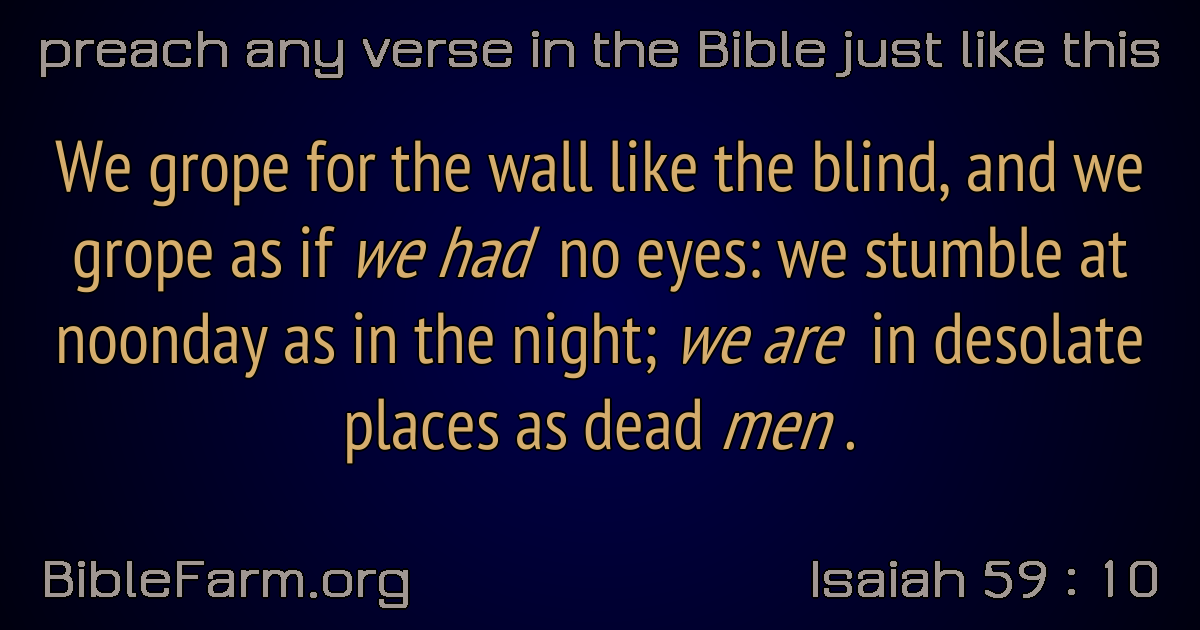 preach any verse in the Bible just like this
We grope for the wall like the blind, and we
grope as if we had no eyes: we stumble at
noonday as in the night; we are in desolate
places as dead men .
BibleFarm.org
Isaiah 59 : 10